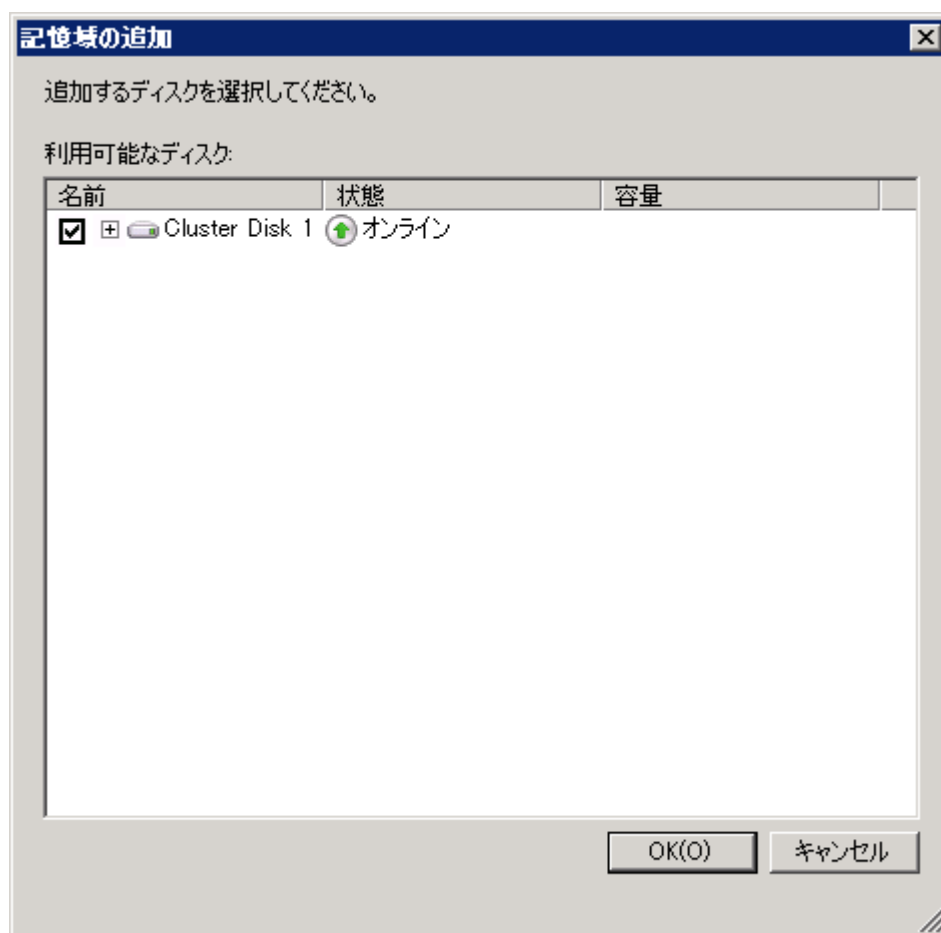 記憶域の追加
追加するディスクを選択してください。
利用可能なディスク:
名前 状態 容量
Cluster Disk 1 オンライン
OK(O) キャンセル